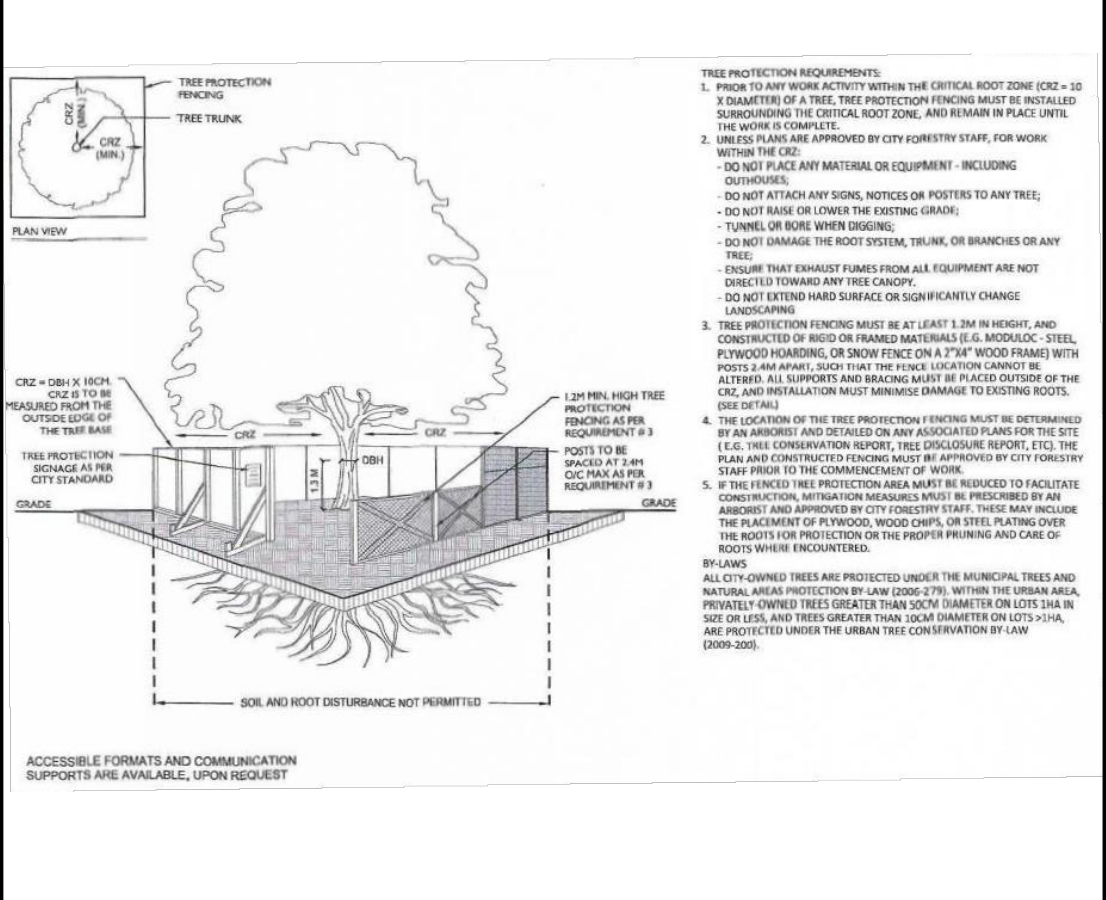 TREE PROTECTION
FENCING
TREE TRUNK
CRZ
(MIN.)
CRZ
(MIN.)
PLAN VIEW
CRZ = DBH X 10CM.
CRZ IS TO BE
MEASURED FROM THE
OUTSIDE EDGE OF
THE TREE BASE
TREE PROTECTION
SIGNAGE AS PER
CITY STANDARD
GRADE
CRZ
CRZ
DBH
1.3 M
1.2M MIN. HIGH TREE
PROTECTION
FENCING AS PER
REQUIREMENT # 3
POSTS TO BE
SPACED AT 2.4M
O/C MAX AS PER
REQUIREMENT # 3
GRADE
SOIL AND ROOT DISTURBANCE NOT PERMITTED
ACCESSIBLE FORMATS AND COMMUNICATION
SUPPORTS ARE AVAILABLE, UPON REQUEST
TREE PROTECTION REQUIREMENTS:
1. PRIOR TO ANY WORK ACTIVITY WITHIN THE CRITICAL ROOT ZONE (CRZ = 10
X DIAMETER) OF A TREE, TREE PROTECTION FENCING MUST BE INSTALLED
SURROUNDING THE CRITICAL ROOT ZONE, AND REMAIN IN PLACE UNTIL
THE WORK IS COMPLETE.
2. UNLESS PLANS ARE APPROVED BY CITY FORESTRY STAFF, FOR WORK
WITHIN THE CRZ:
- DO NOT PLACE ANY MATERIAL OR EQUIPMENT - INCLUDING
OUTHOUSES;
- DO NOT ATTACH ANY SIGNS, NOTICES OR POSTERS TO ANY TREE;
- DO NOT RAISE OR LOWER THE EXISTING GRADE;
- TUNNEL OR BORE WHEN DIGGING;
- DO NOT DAMAGE THE ROOT SYSTEM, TRUNK, OR BRANCHES OR ANY
TREE;
- ENSURE THAT EXHAUST FUMES FROM ALL EQUIPMENT ARE NOT
DIRECTED TOWARD ANY TREE CANOPY.
- DO NOT EXTEND HARD SURFACE OR SIGNIFICANTLY CHANGE
LANDSCAPING
3. TREE PROTECTION FENCING MUST BE AT LEAST 1.2M IN HEIGHT, AND
CONSTRUCTED OF RIGID OR FRAMED MATERIALS (E.G. MODULOC - STEEL,
PLYWOOD HOARDING, OR SNOW FENCE ON A 2"X4" WOOD FRAME) WITH
POSTS 2.4M APART, SUCH THAT THE FENCE LOCATION CANNOT BE
ALTERED. ALL SUPPORTS AND BRACING MUST BE PLACED OUTSIDE OF THE
CRZ, AND INSTALLATION MUST MINIMISE DAMAGE TO EXISTING ROOTS.
(SEE DETAIL)
4. THE LOCATION OF THE TREE PROTECTION FENCING MUST BE DETERMINED
BY AN ARBORIST AND DETAILED ON ANY ASSOCIATED PLANS FOR THE SITE
( E.G. TREE CONSERVATION REPORT, TREE DISCLOSURE REPORT, ETC). THE
PLAN AND CONSTRUCTED FENCING MUST BE APPROVED BY CITY FORESTRY
STAFF PRIOR TO THE COMMENCEMENT OF WORK.
5. IF THE FENCED TREE PROTECTION AREA MUST BE REDUCED TO FACILITATE
CONSTRUCTION, MITIGATION MEASURES MUST BE PRESCRIBED BY AN
ARBORIST AND APPROVED BY CITY FORESTRY STAFF. THESE MAY INCLUDE
THE PLACEMENT OF PLYWOOD, WOOD CHIPS, OR STEEL PLATING OVER
THE ROOTS FOR PROTECTION OR THE PROPER PRUNING AND CARE OF
ROOTS WHERE ENCOUNTERED.
BY-LAWS
ALL CITY-OWNED TREES ARE PROTECTED UNDER THE MUNICIPAL TREES AND
NATURAL AREAS PROTECTION BY-LAW (2006-279). WITHIN THE URBAN AREA,
PRIVATELY-OWNED TREES GREATER THAN 50CM DIAMETER ON LOTS 1HA IN
SIZE OR LESS, AND TREES GREATER THAN 10CM DIAMETER ON LOTS >1HA,
ARE PROTECTED UNDER THE URBAN TREE CONSERVATION BY-LAW
(2009-200).